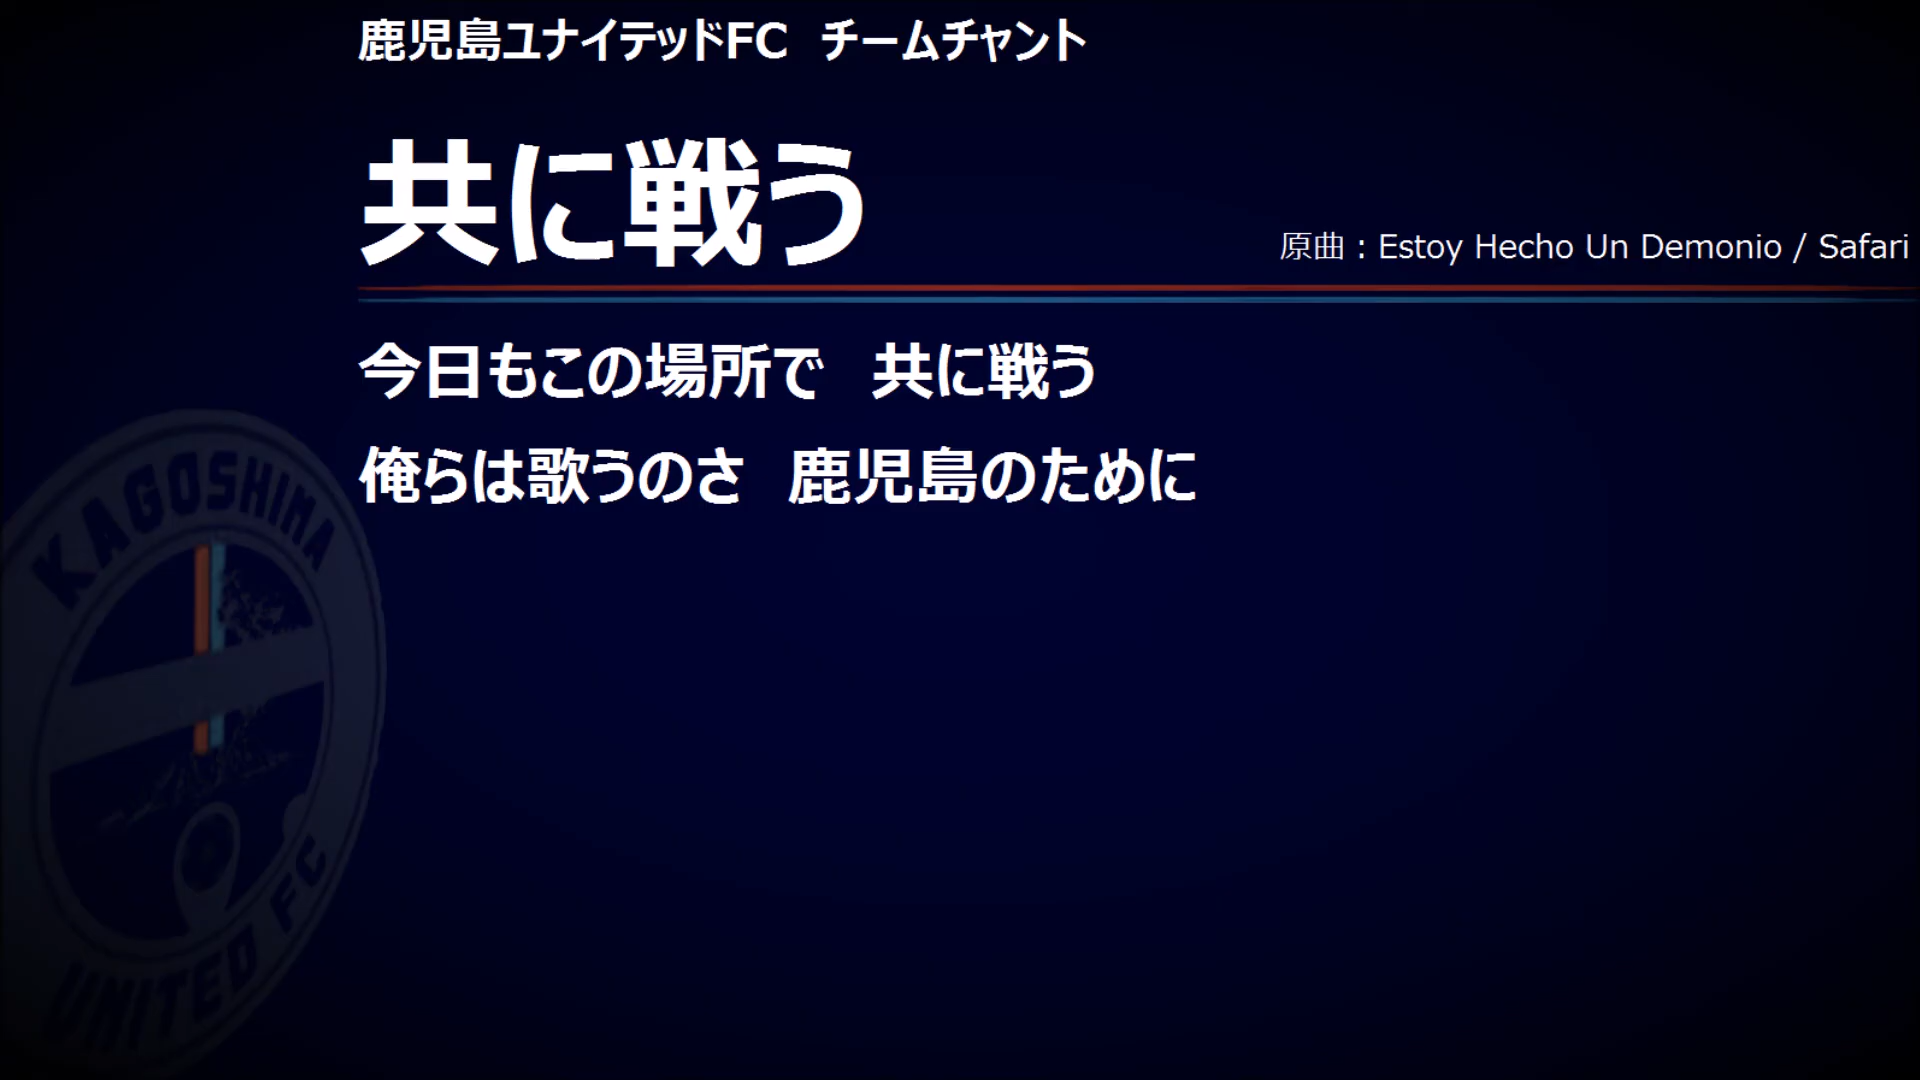 鹿児島ユナイテッドFC　チームチャント
共に戦う
原曲：Estoy Hecho Un Demonio / Safari
今日もこの場所で　共に戦う
俺らは歌うのさ　鹿児島のために
KAGOSHIMA
UNITED FC